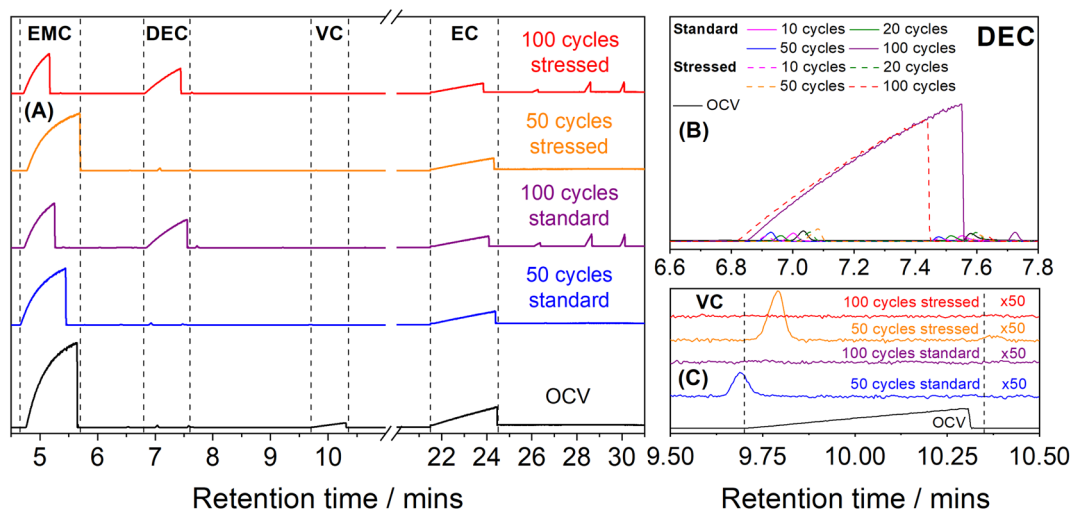 EMC DEC VC EC
100 cycles
stressed
(A)
50 cycles
stressed
100 cycles
standard
50 cycles
standard
OCV
5 6 7 8 9 10 22 24 26 28 29 30 31
Retention time / mins
Standard 10 cycles 20 cycles DEC
50 cycles 100 cycles
Stressed 10 cycles 20 cycles
50 cycles 100 cycles
OCV
(B)
6.6 6.8 7.0 7.2 7.4 7.6 7.8
VC 100 cycles stressed x50
50 cycles stressed x50
100 cycles standard x50
(C) 50 cycles standard x50
OCV
9.50 9.75 10.00 10.25 10.50
Retention time / mins